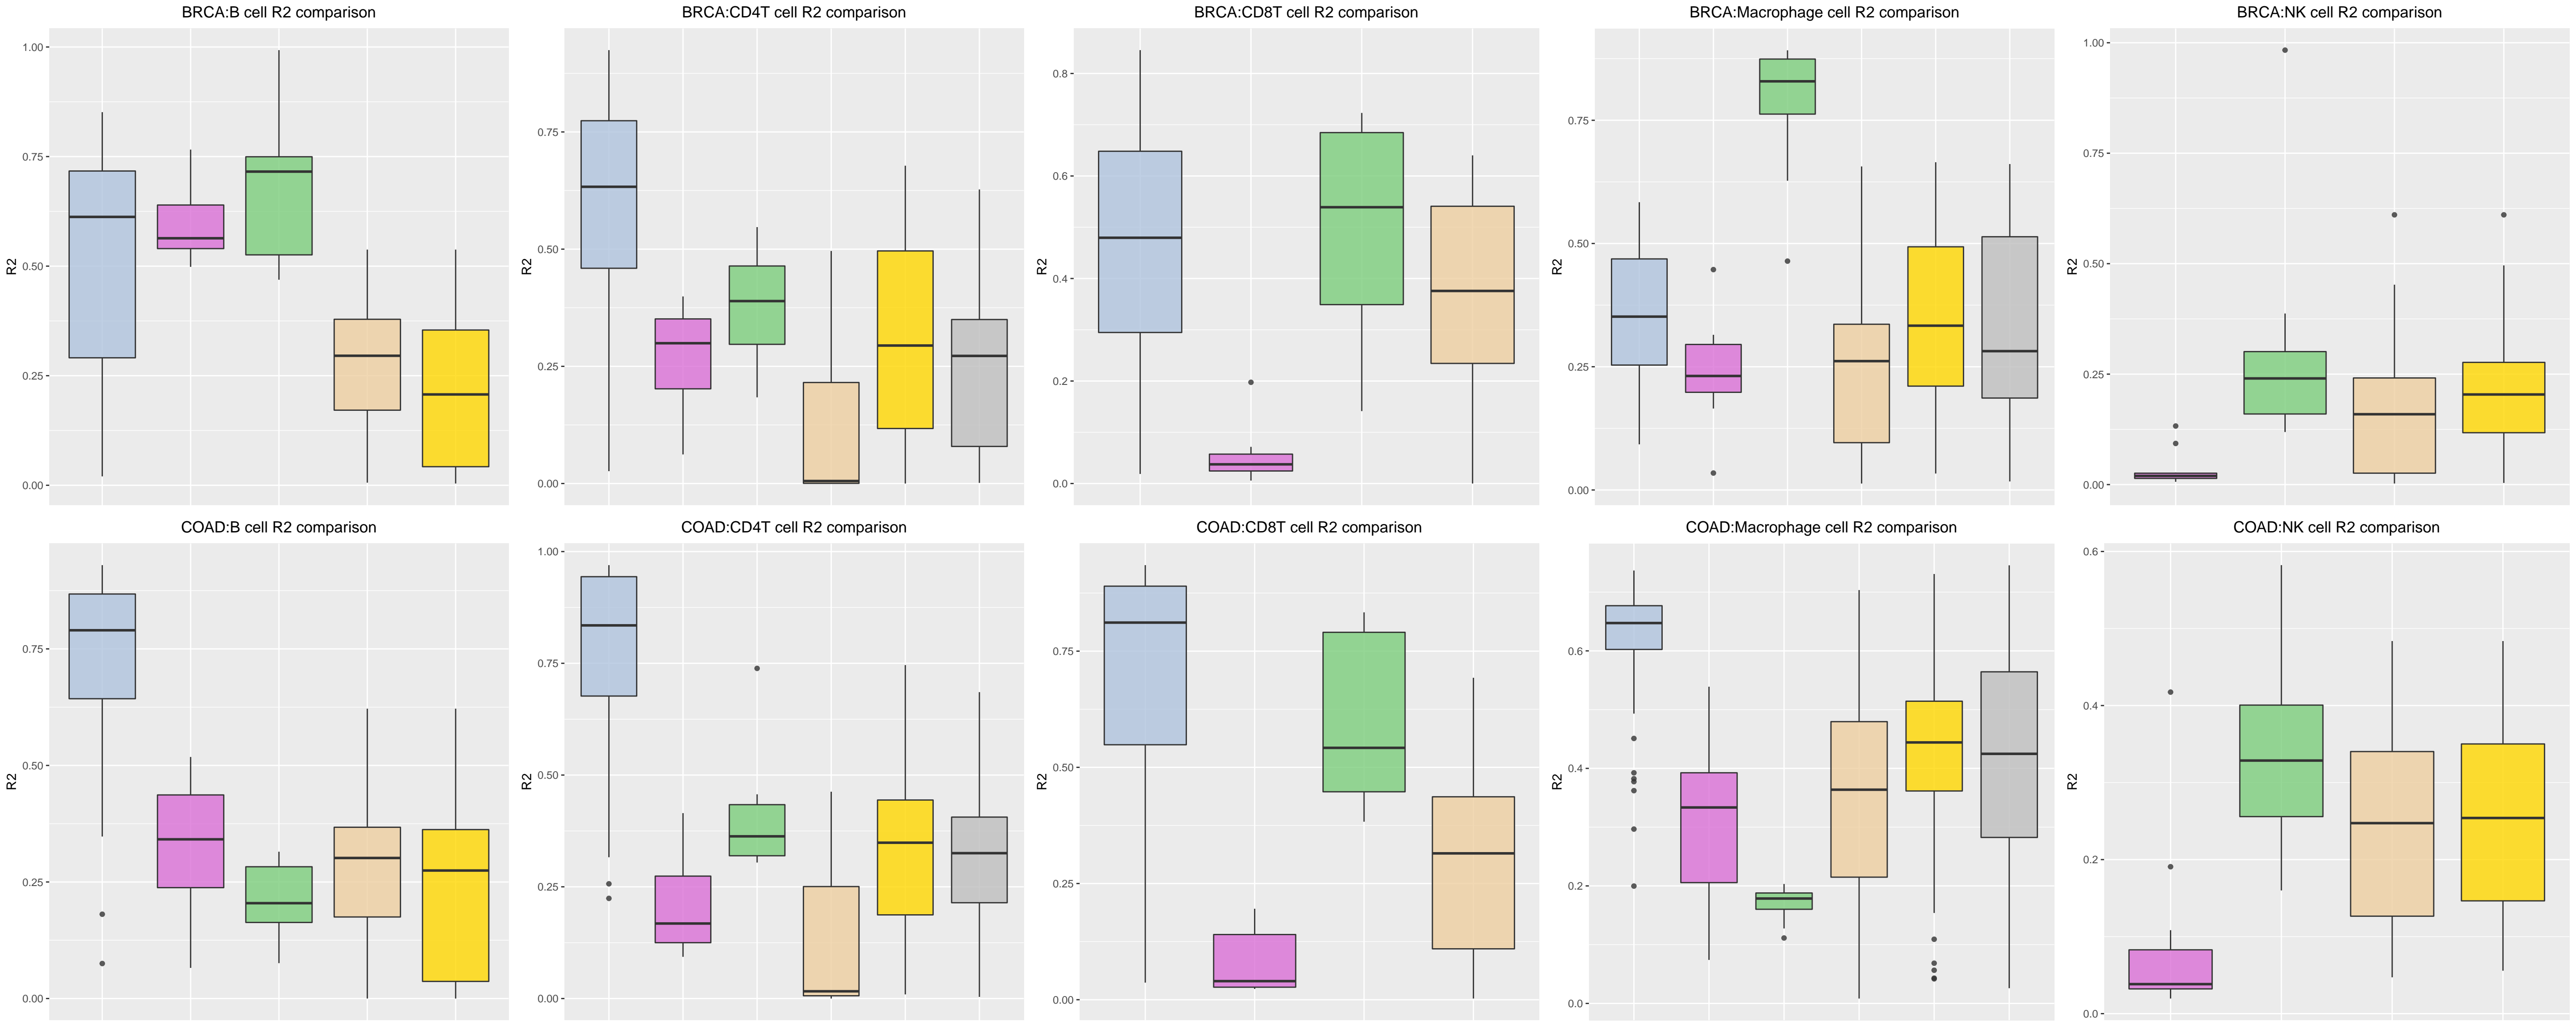 BRCA:B cell R2 comparison
1.00
0.75
0.50
0.25
0.00
R2
BRCA:CD4T cell R2 comparison
0.75
0.50
0.25
0.00
R2
BRCA:CD8T cell R2 comparison
0.8
0.6
0.4
0.2
0.0
R2
BRCA:Macrophage cell R2 comparison
0.75
0.50
0.25
0.00
R2
BRCA:NK cell R2 comparison
1.00
0.75
0.50
0.25
0.00
R2
COAD:B cell R2 comparison
0.75
0.50
0.25
0.00
R2
COAD:CD4T cell R2 comparison
1.00
0.75
0.50
0.25
0.00
R2
COAD:CD8T cell R2 comparison
0.75
0.50
0.25
0.00
R2
COAD:Macrophage cell R2 comparison
0.6
0.4
0.2
0.0
R2
COAD:NK cell R2 comparison
0.6
0.4
0.2
0.0
R2